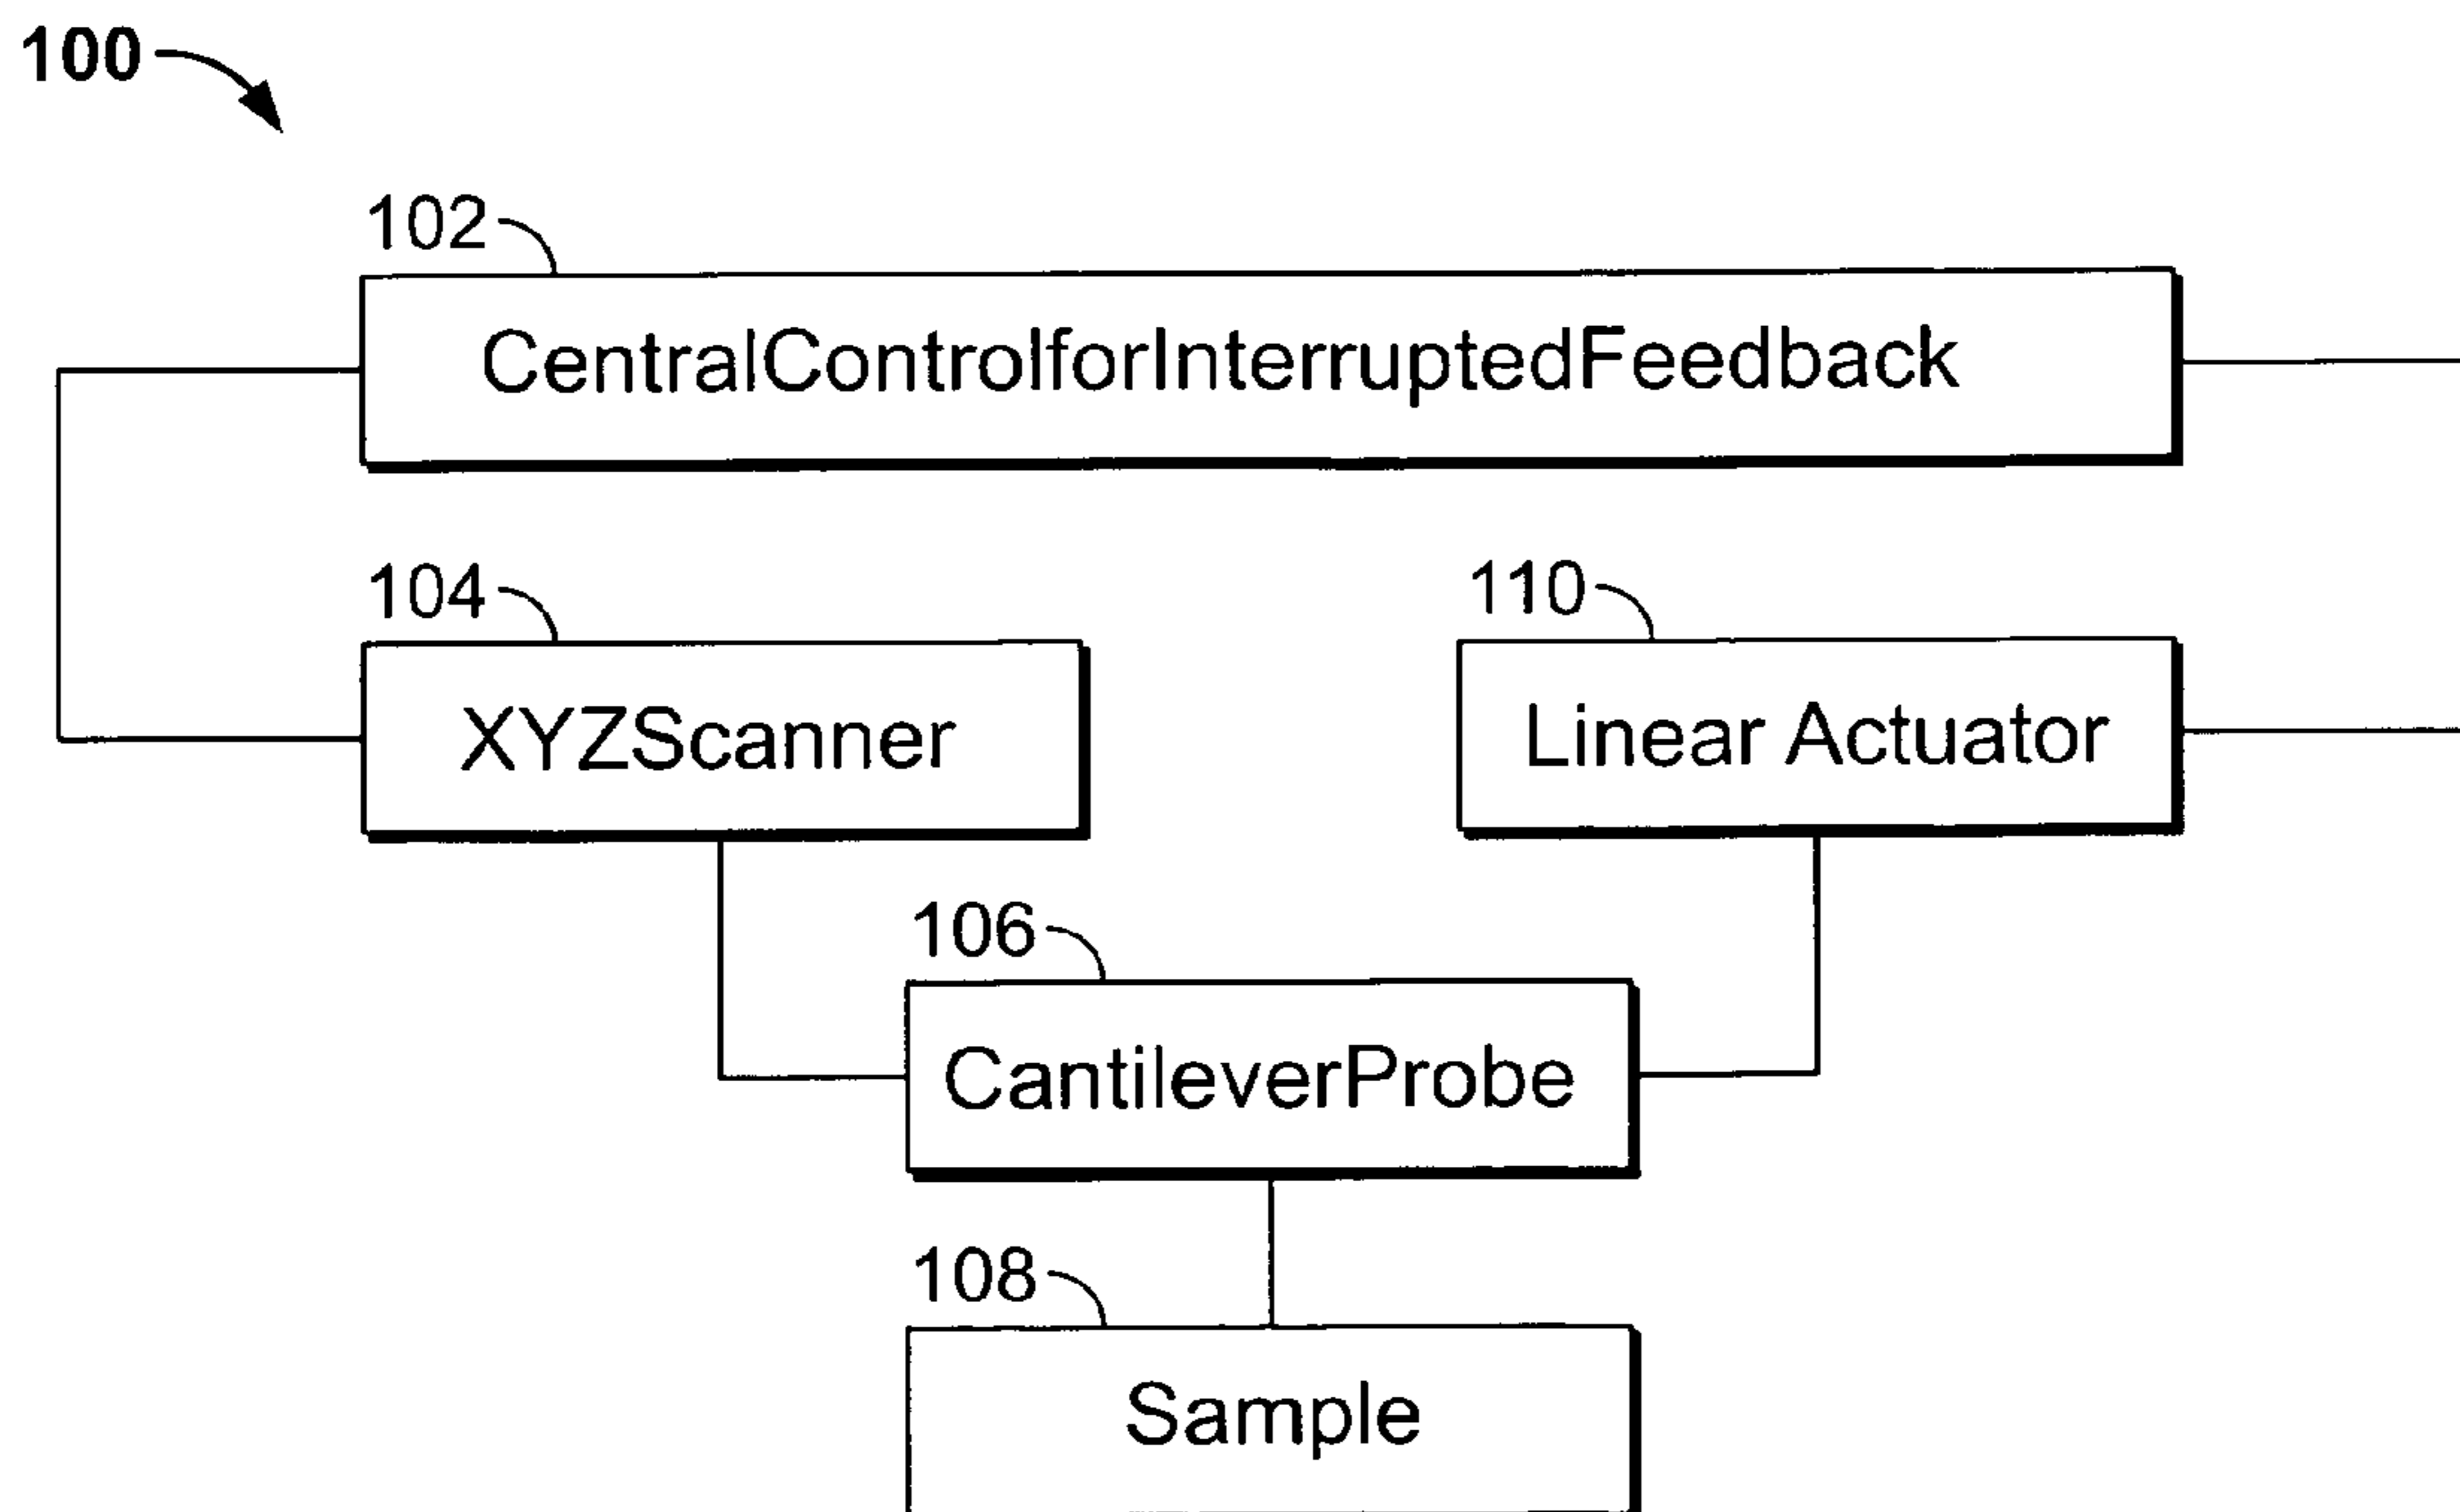 100
102
CentralControlforInterruptedFeedback
104
110
XYZScanner
Linear Actuator
106
CantileverProbe
108
Sample